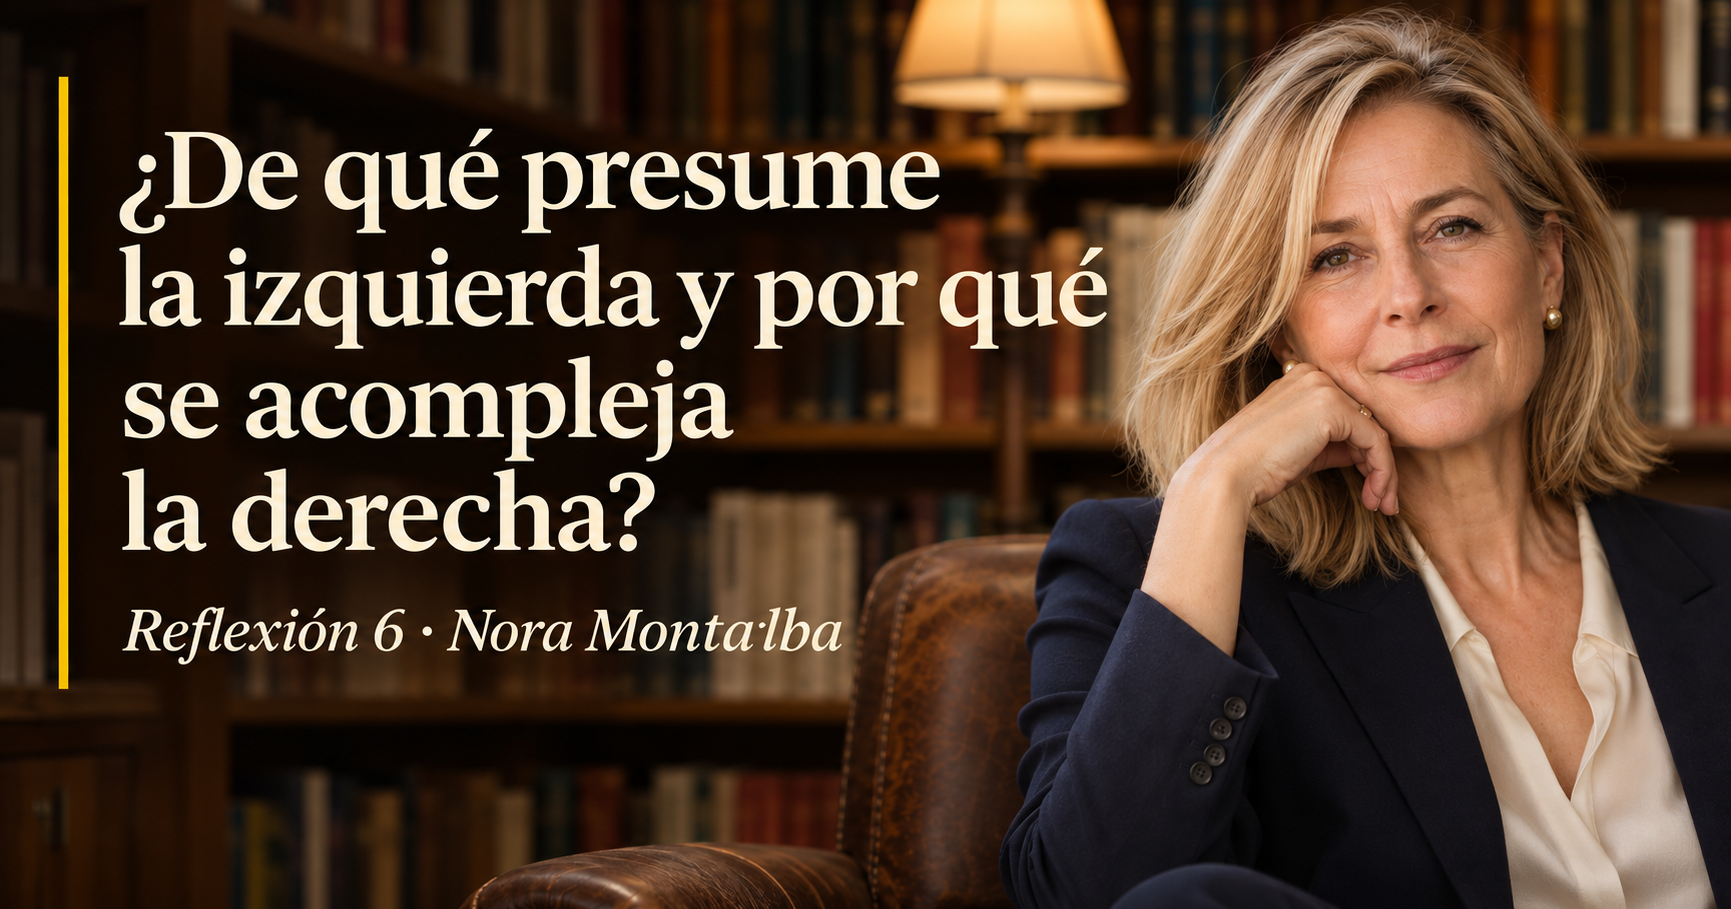 ¿De qué presume
la izquierda y por qué
se acompleja
la derecha?
Reflexión 6 · Nora Monta·lba